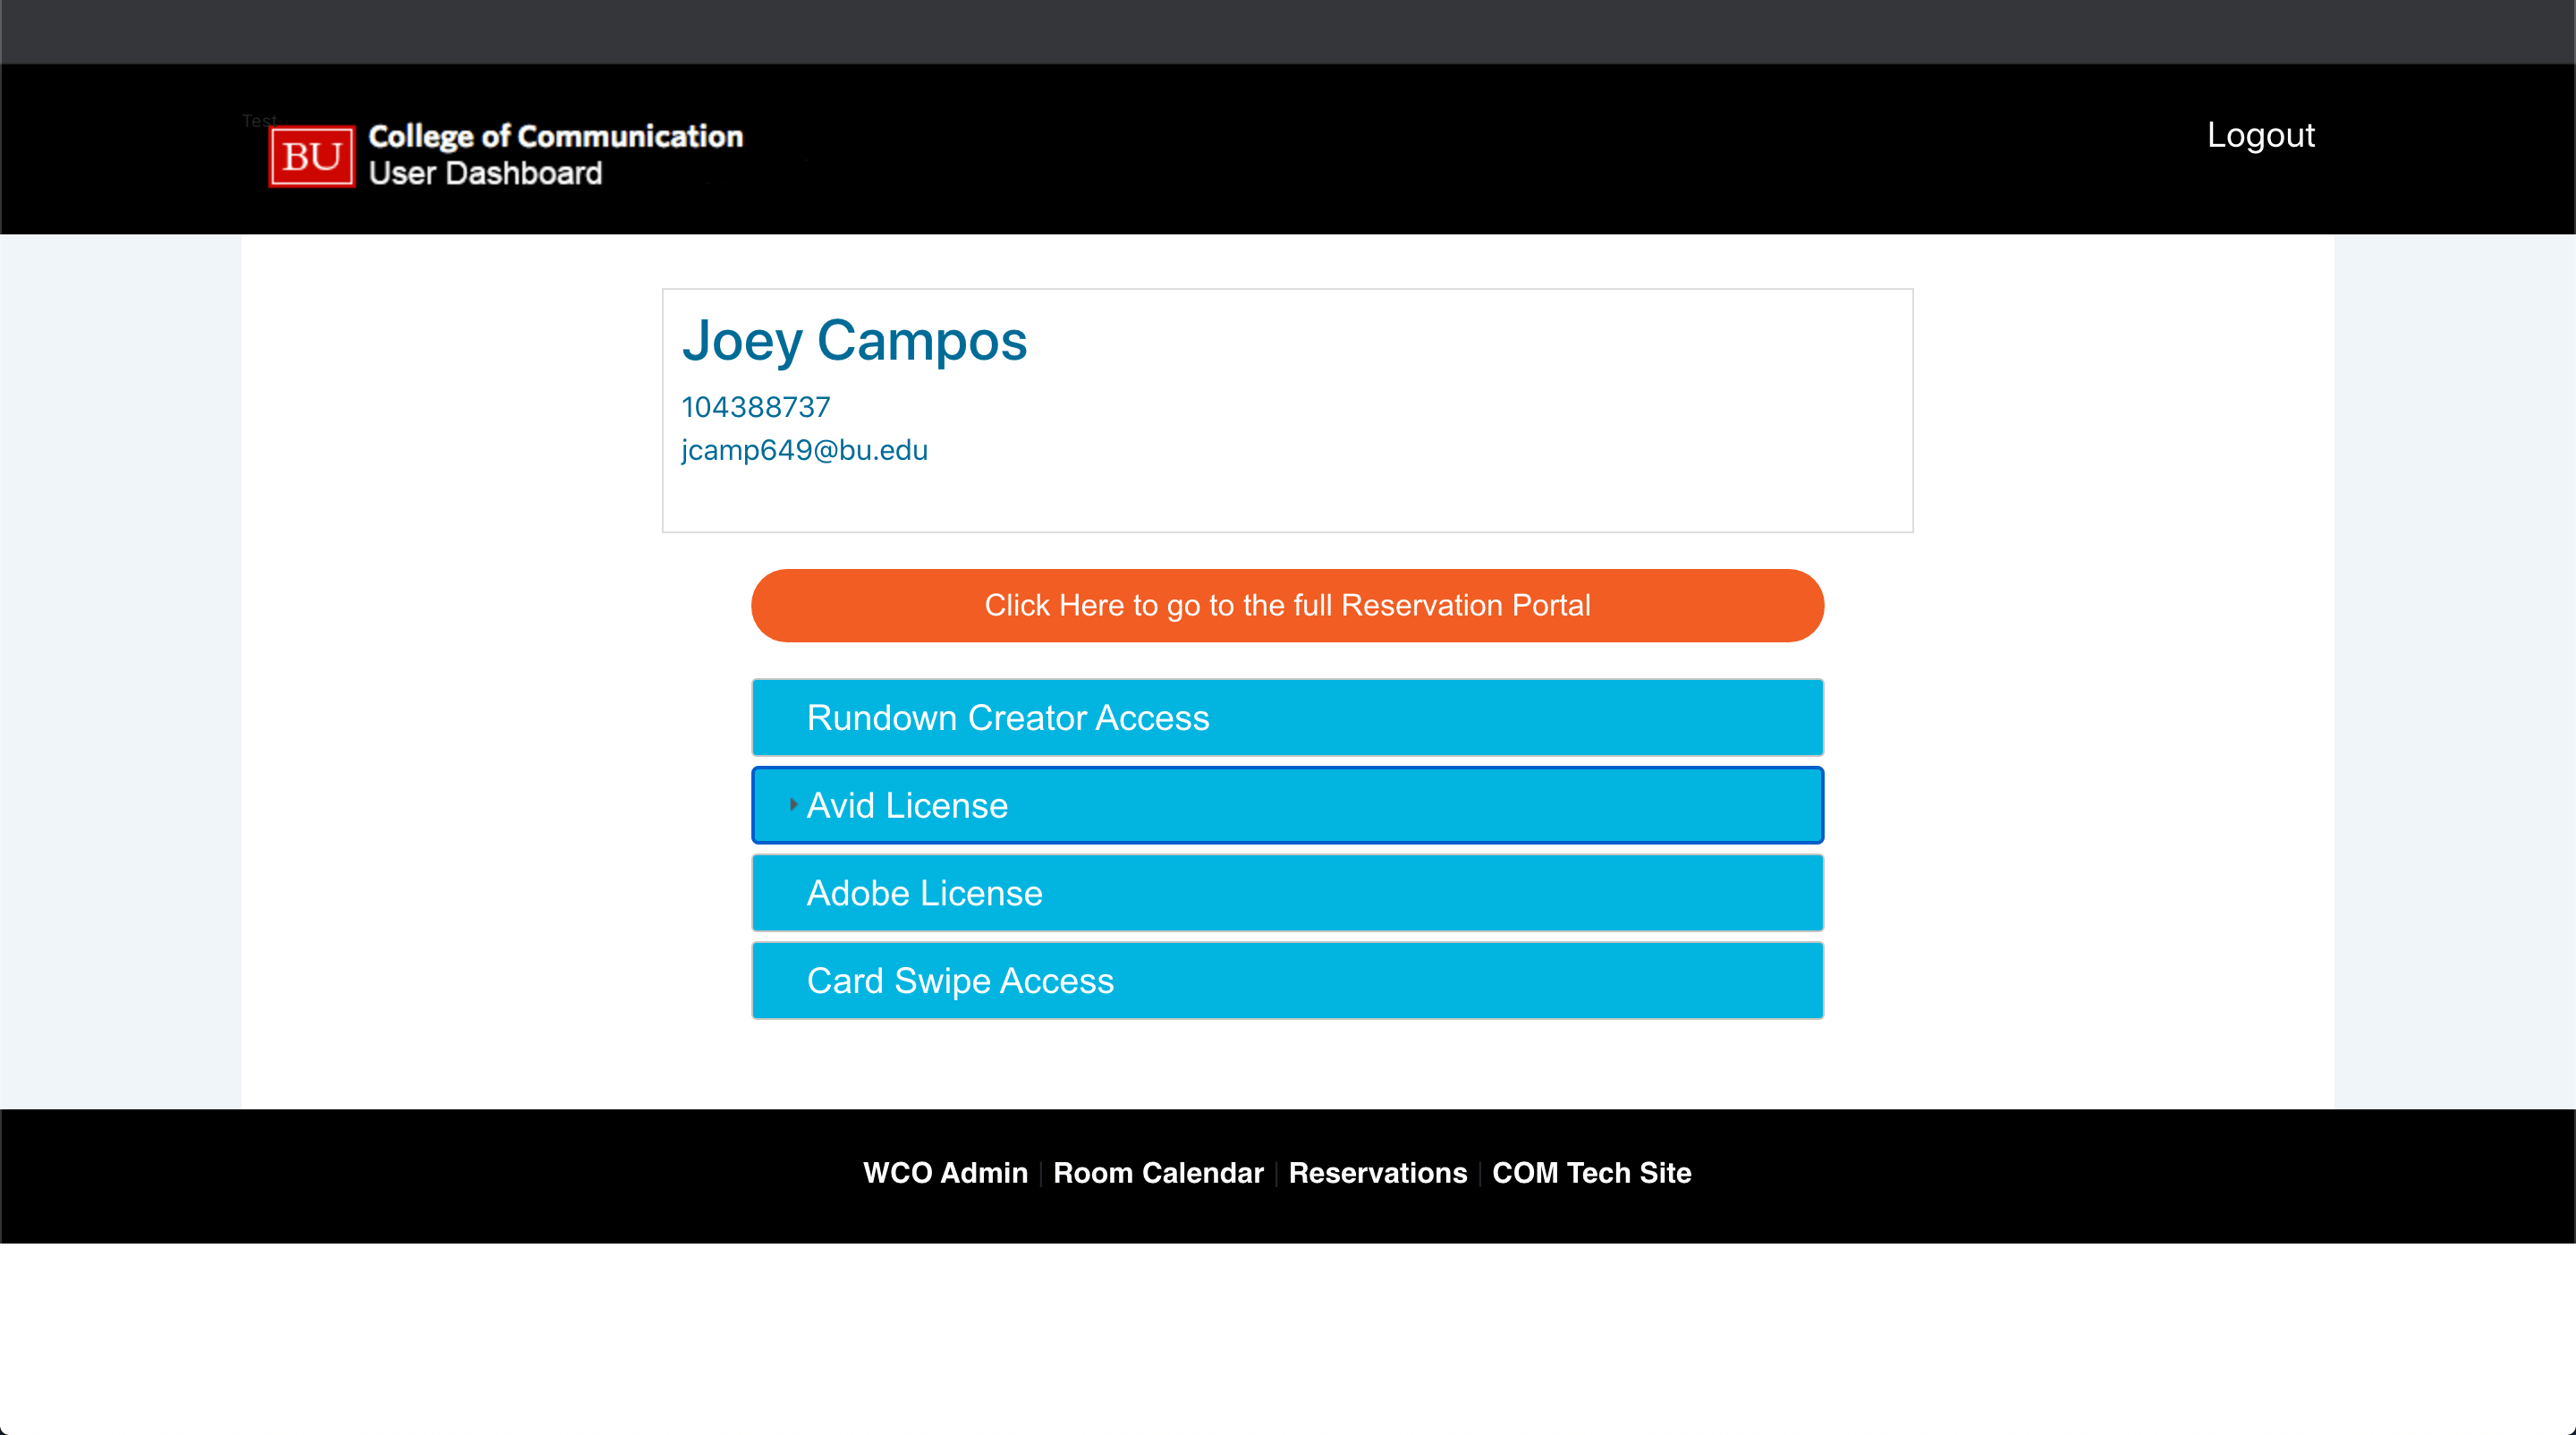 Test
BU
College of Communication
User Dashboard
Logout
Joey Campos
104388737
jcamp649@bu.edu
Click Here to go to the full Reservation Portal
Rundown Creator Access
Avid License
Adobe License
Card Swipe Access
WCO Admin | Room Calendar | Reservations | COM Tech Site